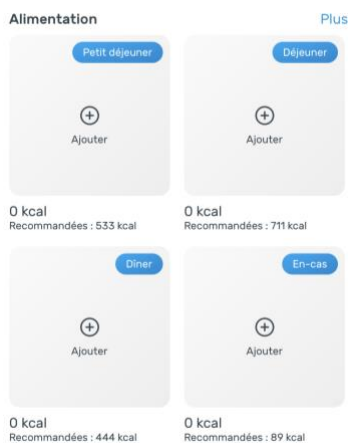 Alimentation Plus
Petit déjeuner
Déjeuner
Ajouter
Ajouter
0 kcal
Recommandées : 533 kcal
0 kcal
Recommandées : 711 kcal
Dîner
En-cas
Ajouter
Ajouter
0 kcal
Recommandées : 444 kcal
0 kcal
Recommandées : 89 kcal